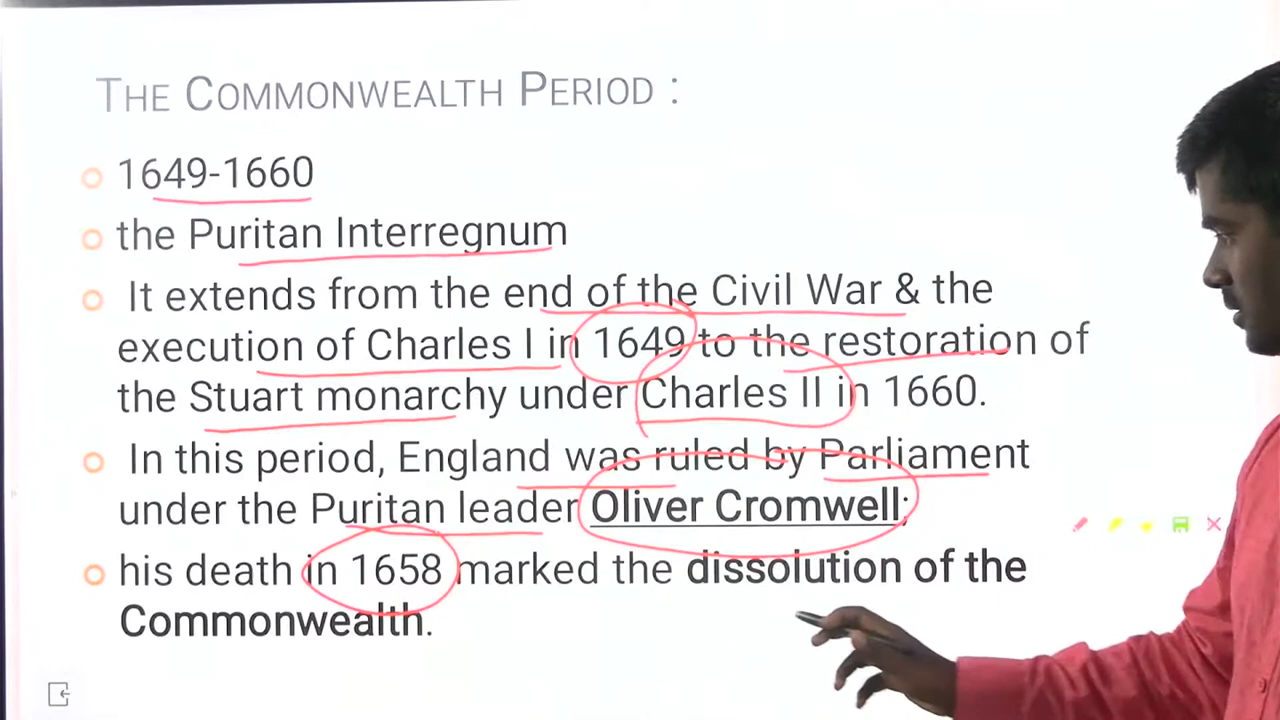 THE COMMONWEALTH PERIOD :
1649-1660
the Puritan Interregnum
It extends from the end of the Civil War & the
execution of Charles I in 1649 to the restoration of
the Stuart monarchy under Charles II in 1660.
In this period, England was ruled by Parliament
under the Puritan leader Oliver Cromwell;
his death in 1658 marked the dissolution of the
Commonwealth.